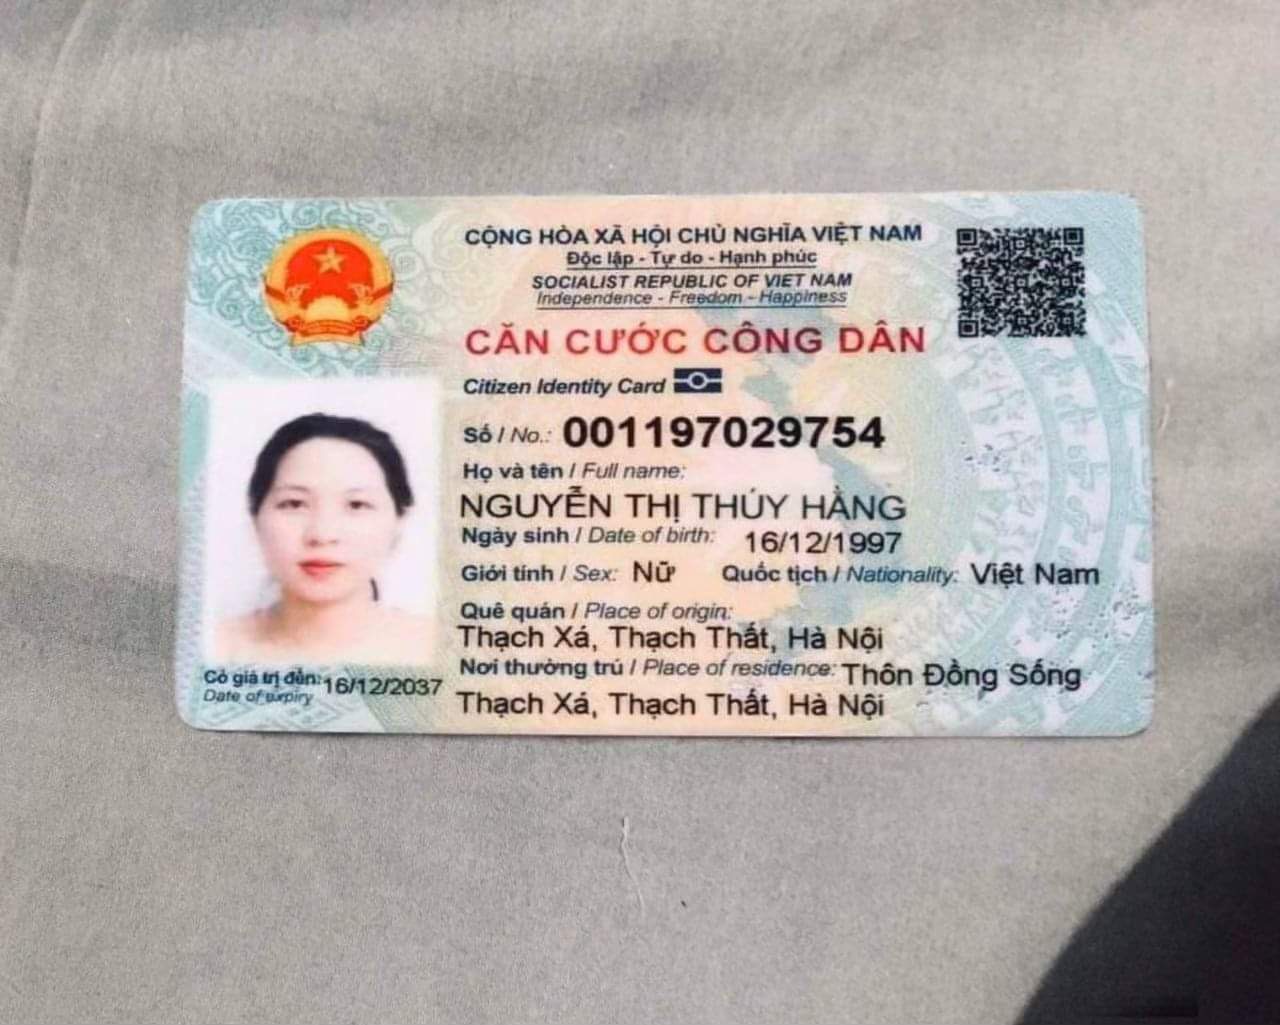 CỘNG HÒA XÃ HỘI CHỦ NGHĨA VIỆT NAM
Độc lập - Tự do - Hạnh phúc
SOCIALIST REPUBLIC OF VIET NAM
Independence - Freedom - Happiness
CĂN CƯỚC CÔNG DÂN
Citizen Identity Card
Số / No.: 001197029754
Họ và tên / Full name:
NGUYỄN THỊ THÚY HẰNG
Ngày sinh / Date of birth: 16/12/1997
Giới tính / Sex: Nữ Quốc tịch / Nationality: Việt Nam
Quê quán / Place of origin:
Thạch Xá, Thạch Thất, Hà Nội
Nơi thường trú / Place of residence: Thôn Đồng Sống
Thạch Xá, Thạch Thất, Hà Nội
Có giá trị đến: 16/12/2037
Date of expiry